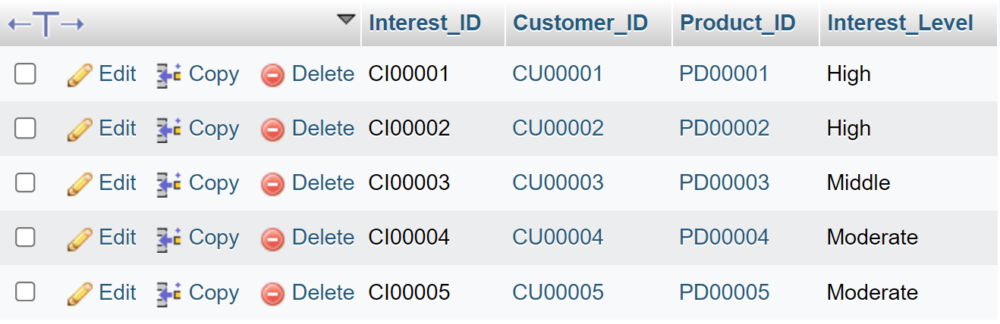 Interest_ID Customer_ID Product_ID Interest_Level
Edit Copy Delete CI00001 CU00001 PD00001 High
Edit Copy Delete CI00002 CU00002 PD00002 High
Edit Copy Delete CI00003 CU00003 PD00003 Middle
Edit Copy Delete CI00004 CU00004 PD00004 Moderate
Edit Copy Delete CI00005 CU00005 PD00005 Moderate